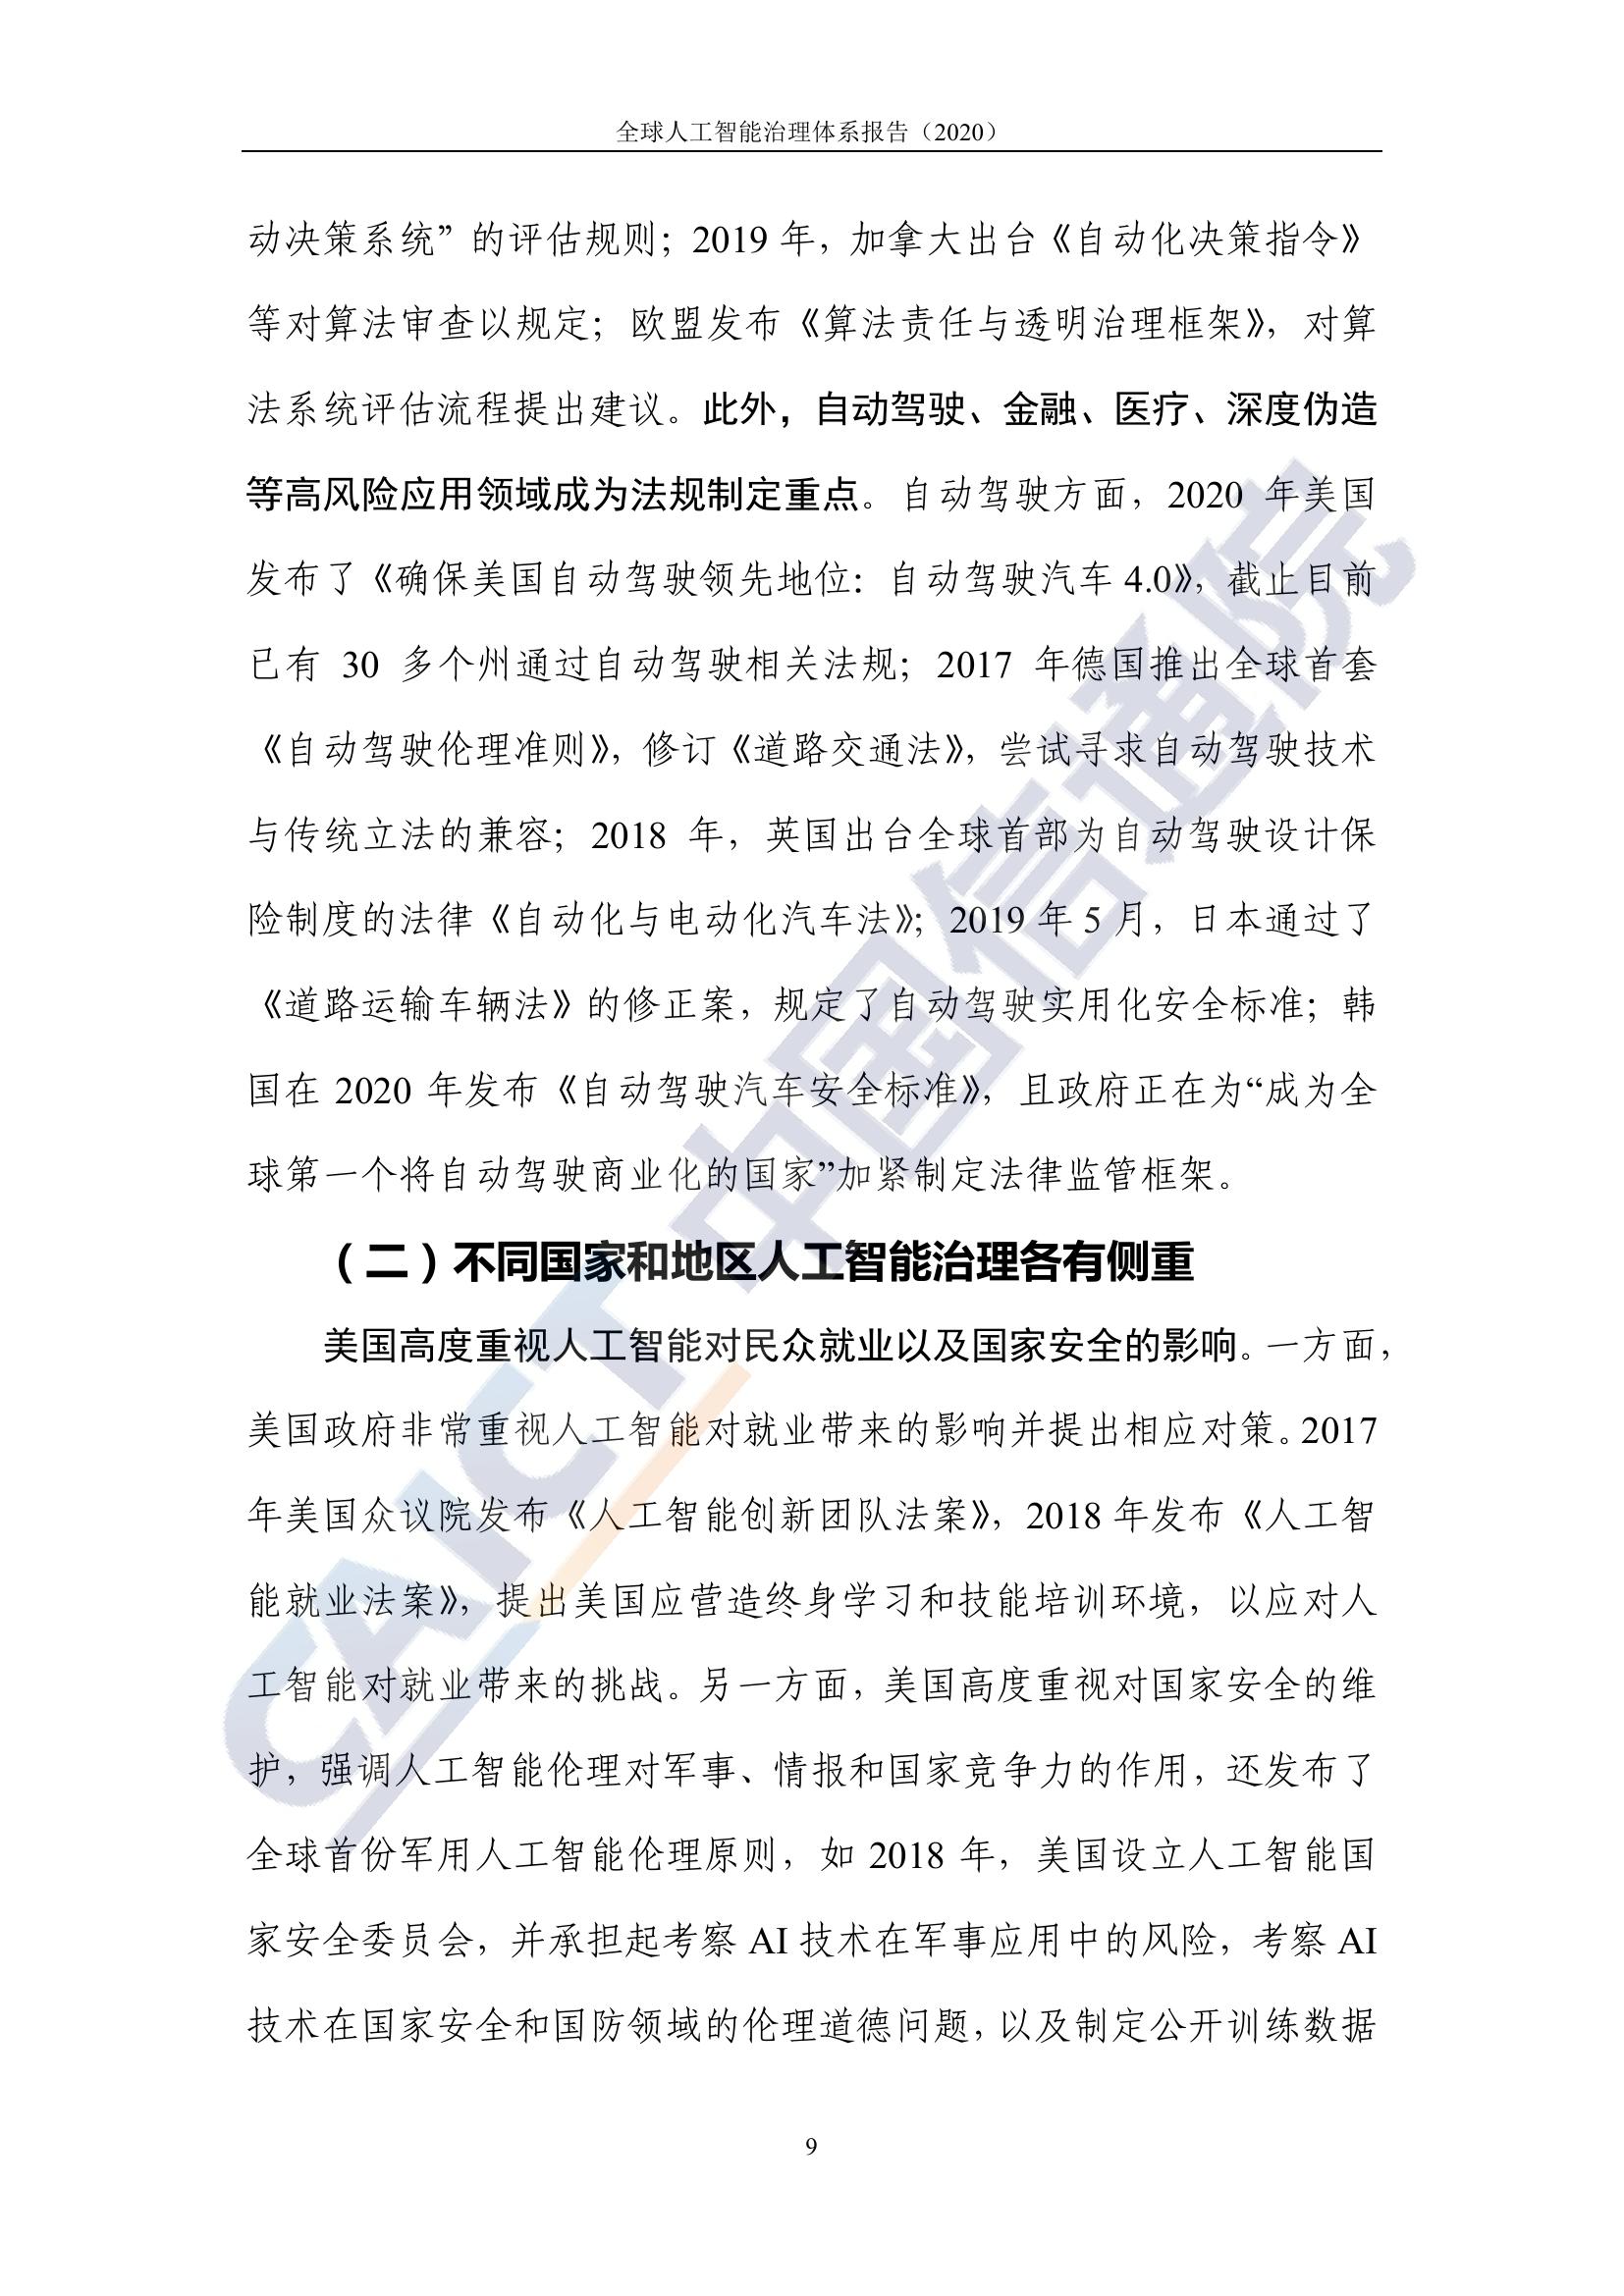 全球人工智能治理体系报告（2020）
动决策系统”的评估规则；2019 年，加拿大出台《自动化决策指令》
等对算法审查以规定；欧盟发布《算法责任与透明治理框架》，对算
法系统评估流程提出建议。此外，自动驾驶、金融、医疗、深度伪造
等高风险应用领域成为法规制定重点。自动驾驶方面，2020 年美国
发布了《确保美国自动驾驶领先地位：自动驾驶汽车 4.0》，截止目前
已有 30 多个州通过自动驾驶相关法规；2017 年德国推出全球首套
《自动驾驶伦理准则》，修订《道路交通法》，尝试寻求自动驾驶技术
与传统立法的兼容；2018 年，英国出台全球首部为自动驾驶设计保
险制度的法律《自动化与电动化汽车法》；2019 年 5 月，日本通过了
《道路运输车辆法》的修正案，规定了自动驾驶实用化安全标准；韩
国在 2020 年发布《自动驾驶汽车安全标准》，且政府正在为“成为全
球第一个将自动驾驶商业化的国家”加紧制定法律监管框架。
（二）不同国家和地区人工智能治理各有侧重
美国高度重视人工智能对民众就业以及国家安全的影响。一方面，
美国政府非常重视人工智能对就业带来的影响并提出相应对策。2017
年美国众议院发布《人工智能创新团队法案》，2018 年发布《人工智
能就业法案》，提出美国应营造终身学习和技能培训环境，以应对人
工智能对就业带来的挑战。另一方面，美国高度重视对国家安全的维
护，强调人工智能伦理对军事、情报和国家竞争力的作用，还发布了
全球首份军用人工智能伦理原则，如 2018 年，美国设立人工智能国
家安全委员会，并承担起考察 AI 技术在军事应用中的风险，考察 AI
技术在国家安全和国防领域的伦理道德问题，以及制定公开训练数据
9
CAICT 中国信通院